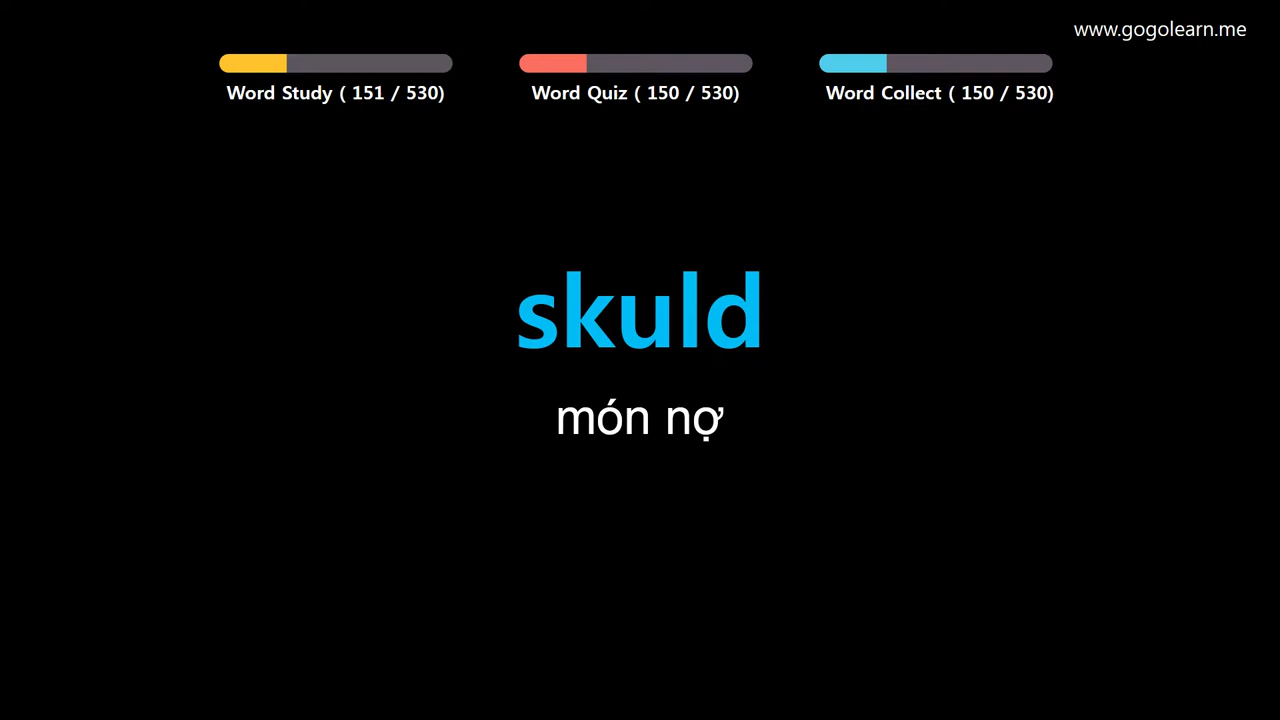 www.gogolearn.me
Word Study ( 151 / 530)
Word Quiz ( 150 / 530)
Word Collect ( 150 / 530)
skuld
món nợ